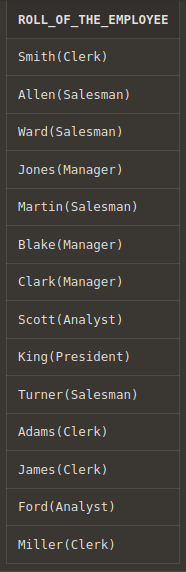 ROLL_OF_THE_EMPLOYEE
Smith(Clerk)
Allen(Salesman)
Ward(Salesman)
Jones(Manager)
Martin(Salesman)
Blake(Manager)
Clark(Manager)
Scott(Analyst)
King(President)
Turner(Salesman)
Adams(Clerk)
James(Clerk)
Ford(Analyst)
Miller(Clerk)